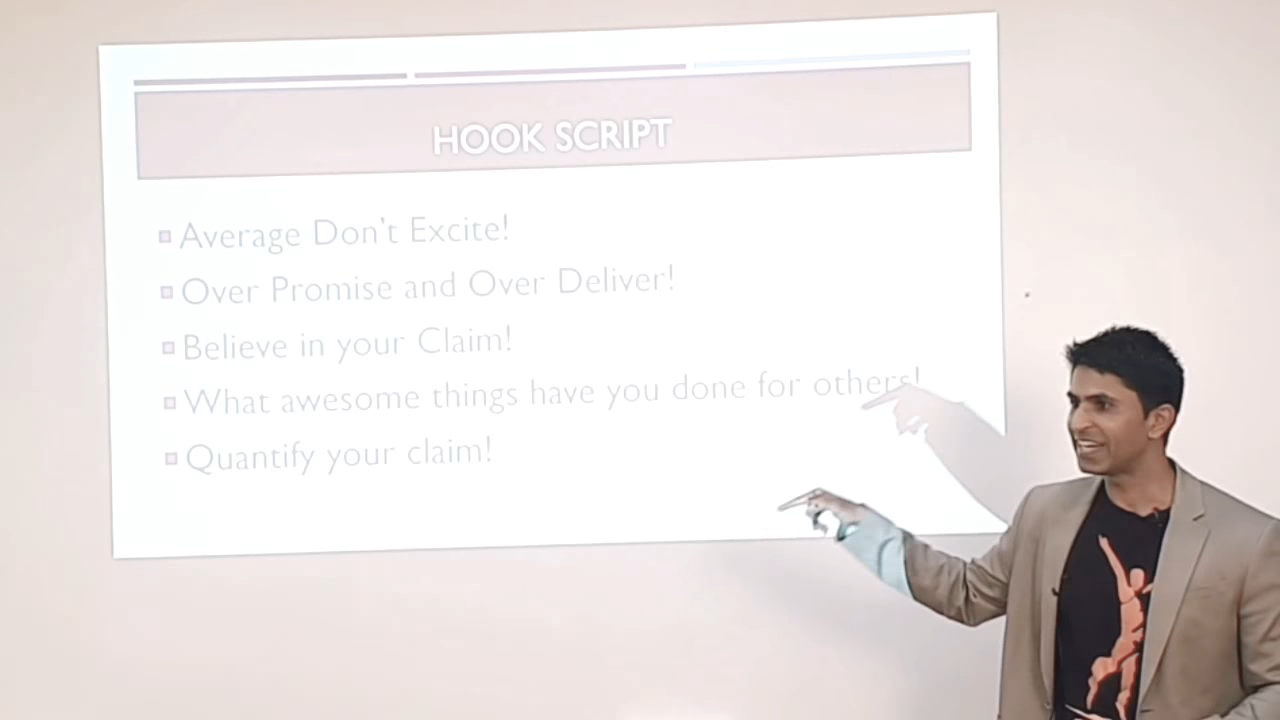 HOOK SCRIPT
Average Don't Excite!
Over Promise and Over Deliver!
Believe in your Claim!
What awesome things have you done for others!
Quantify your claim!